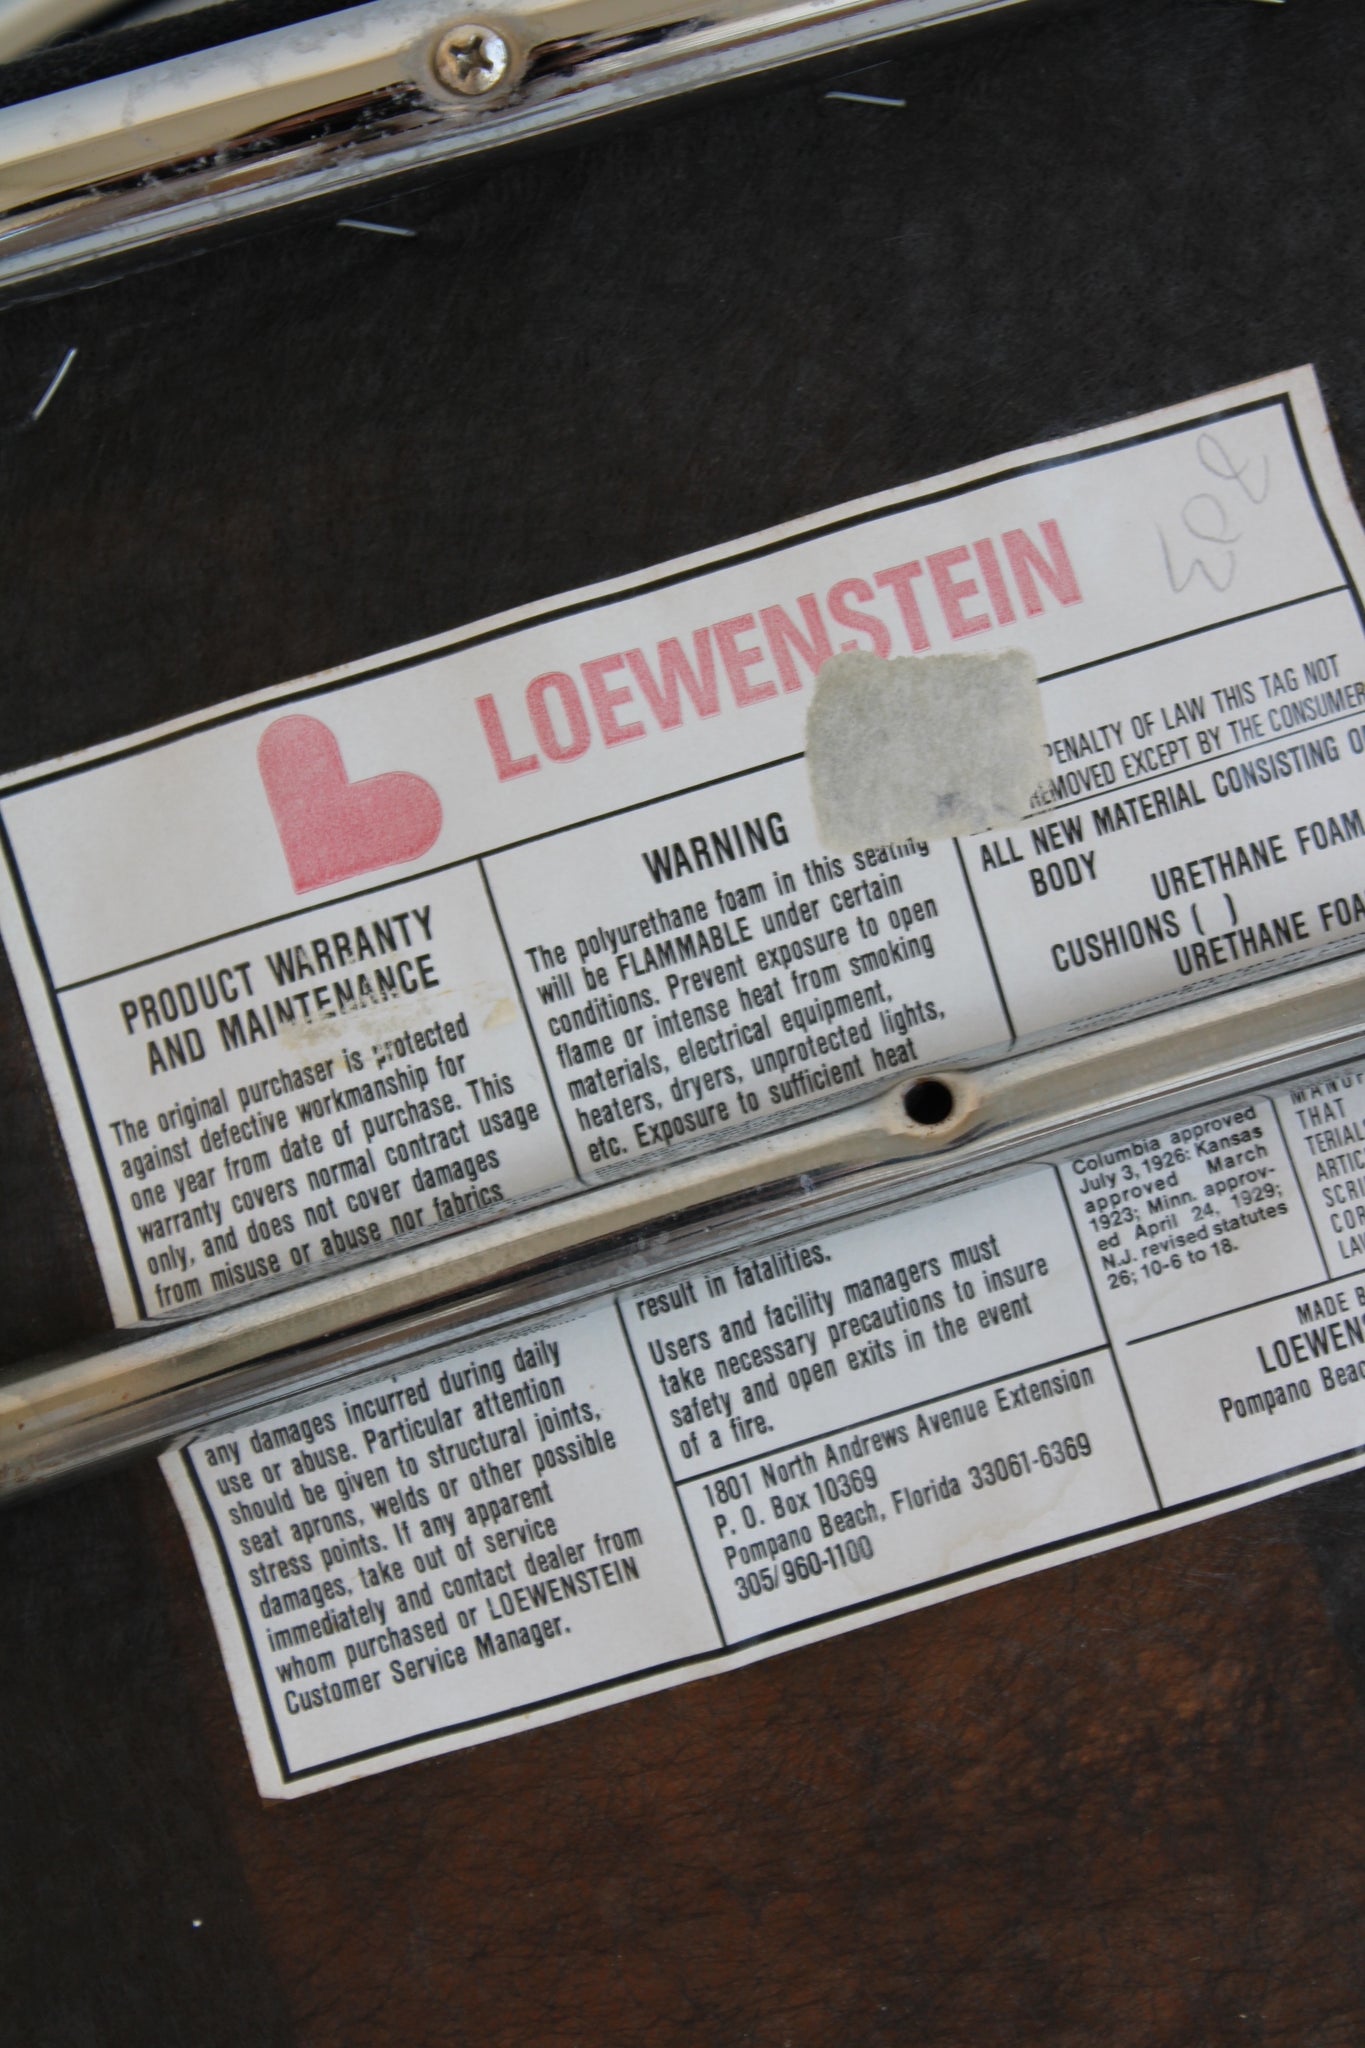 LOEWENSTEIN
PRODUCT WARRANTY
AND MAINTENANCE
The original purchaser is protected
against defective workmanship for
one year from date of purchase. This
warranty covers normal contract usage
only, and does not cover damages
from misuse or abuse nor fabrics
any damages incurred during daily
use or abuse. Particular attention
should be given to structural joints,
seat aprons, welds or other possible
stress points. If any apparent
damages, take out of service
immediately and contact dealer from
whom purchased or LOEWENSTEIN
Customer Service Manager.
WARNING
The polyurethane foam in this seating
will be FLAMMABLE under certain
conditions. Prevent exposure to open
flame or intense heat from smoking
materials, electrical equipment,
heaters, dryers, unprotected lights,
etc. Exposure to sufficient heat
result in fatalities.
Users and facility managers must
take necessary precautions to insure
safety and open exits in the event
of a fire.
1801 North Andrews Avenue Extension
P. O. Box 10369
Pompano Beach, Florida 33061-6369
305/960-1100
PENALTY OF LAW THIS TAG NOT
REMOVED EXCEPT BY THE CONSUMER
ALL NEW MATERIAL CONSISTING
BODY
URETHANE FOAM
CUSHIONS ( )
URETHANE
Columbia approved
July 3, 1926: Kansas
approved March
1923; Minn. approv-
ed April 24, 1929;
N.J. revised statutes
26; 10-6 to 18.
THAT
MADE
Pompano